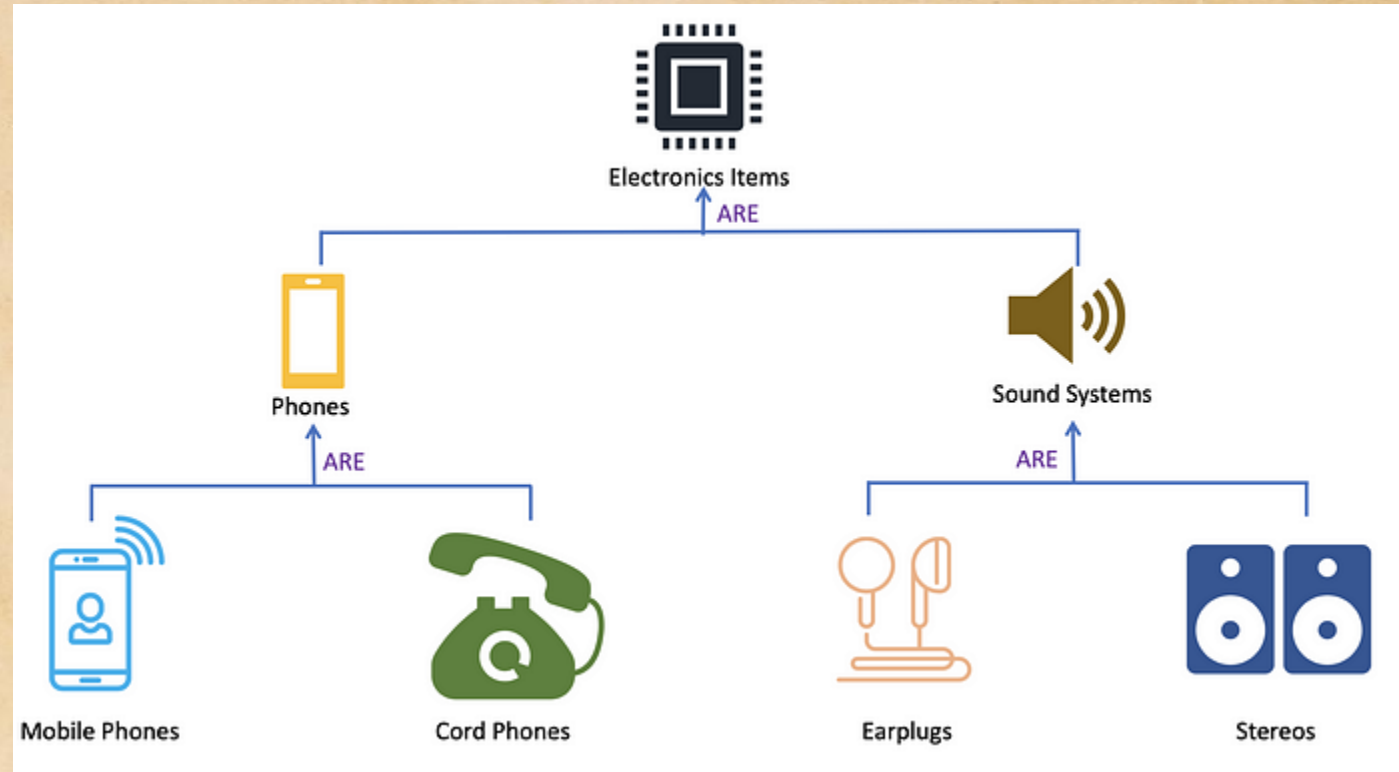 Electronics Items
ARE
Phones
Sound Systems
ARE
ARE
Mobile Phones
Cord Phones
Earplugs
Stereos